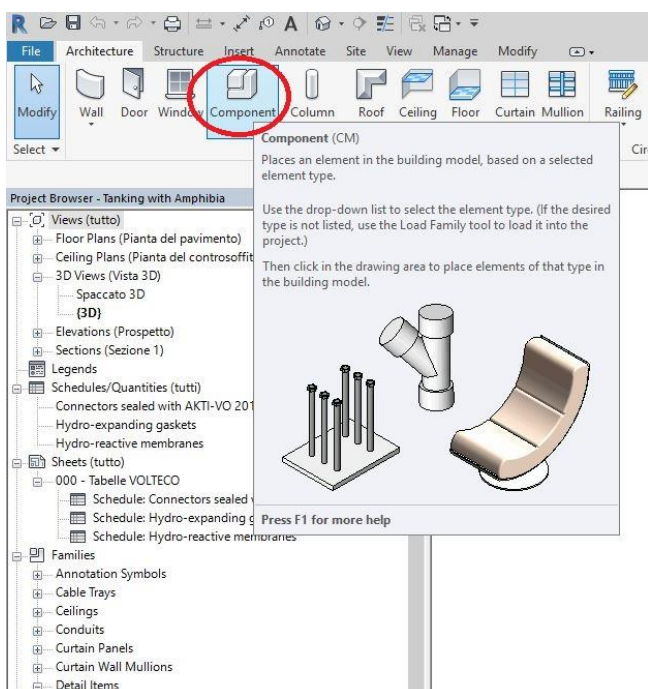 File Architecture Structure Insert Annotate Site View Manage Modify
Modify Wall Door Window Component Column Roof Ceiling Floor Curtain Mullion Railing
Select
Component (CM)
Places an element in the building model, based on a selected
element type.
Use the drop-down list to select the element type. (If the desired
type is not listed, use the Load Family tool to load it into the
project.)
Then click in the drawing area to place elements of that type in
the building model.
Press F1 for more help
Project Browser - Tanking with Amphibia
Views (tutto)
Floor Plans (Pianta del pavimento)
Ceiling Plans (Pianta del controsoffit
3D Views (Vista 3D)
Spaccato 3D
{3D}
Elevations (Prospetto)
Sections (Sezione 1)
Legends
Schedules/Quantities (tutti)
Connectors sealed with AKTI-VO 201
Hydro-expanding gaskets
Hydro-reactive membranes
Sheets (tutto)
000 - Tabelle VOLTECO
Schedule: Connectors sealed
Schedule: Hydro-expanding g
Schedule: Hydro-reactive membranes
Families
Annotation Symbols
Cable Trays
Ceilings
Conduits
Curtain Panels
Curtain Wall Mullions
Detail Items